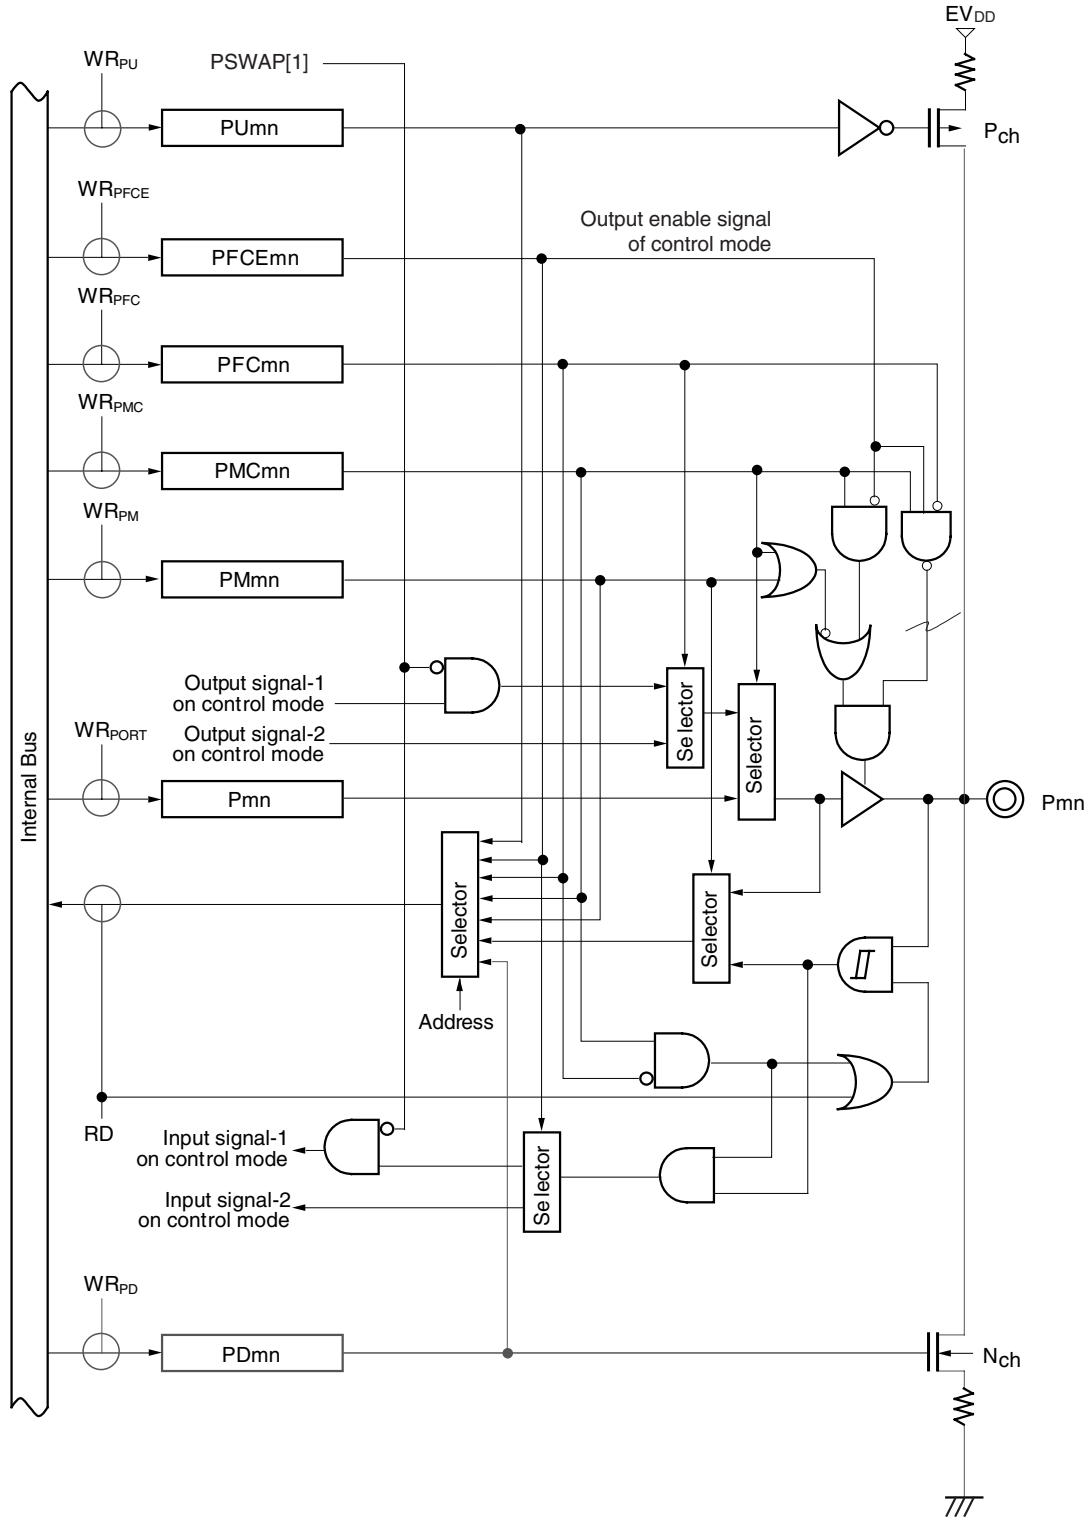 EVDD
WRPU
PSWAP[1]
PUmn
Pch
WRPFCE
Output enable signal
of control mode
PFCEmn
WRPFC
PFCmn
WRPMC
PMCmn
WRPM
PMmn
Output signal-1
on control mode
Selector
WRPORT
Output signal-2
on control mode
Selector
Internal Bus
Pmn
Pmn
Selector
Selector
Address
RD
Input signal-1
on control mode
Selector
Input signal-2
on control mode
WRPD
PDmn
Nch